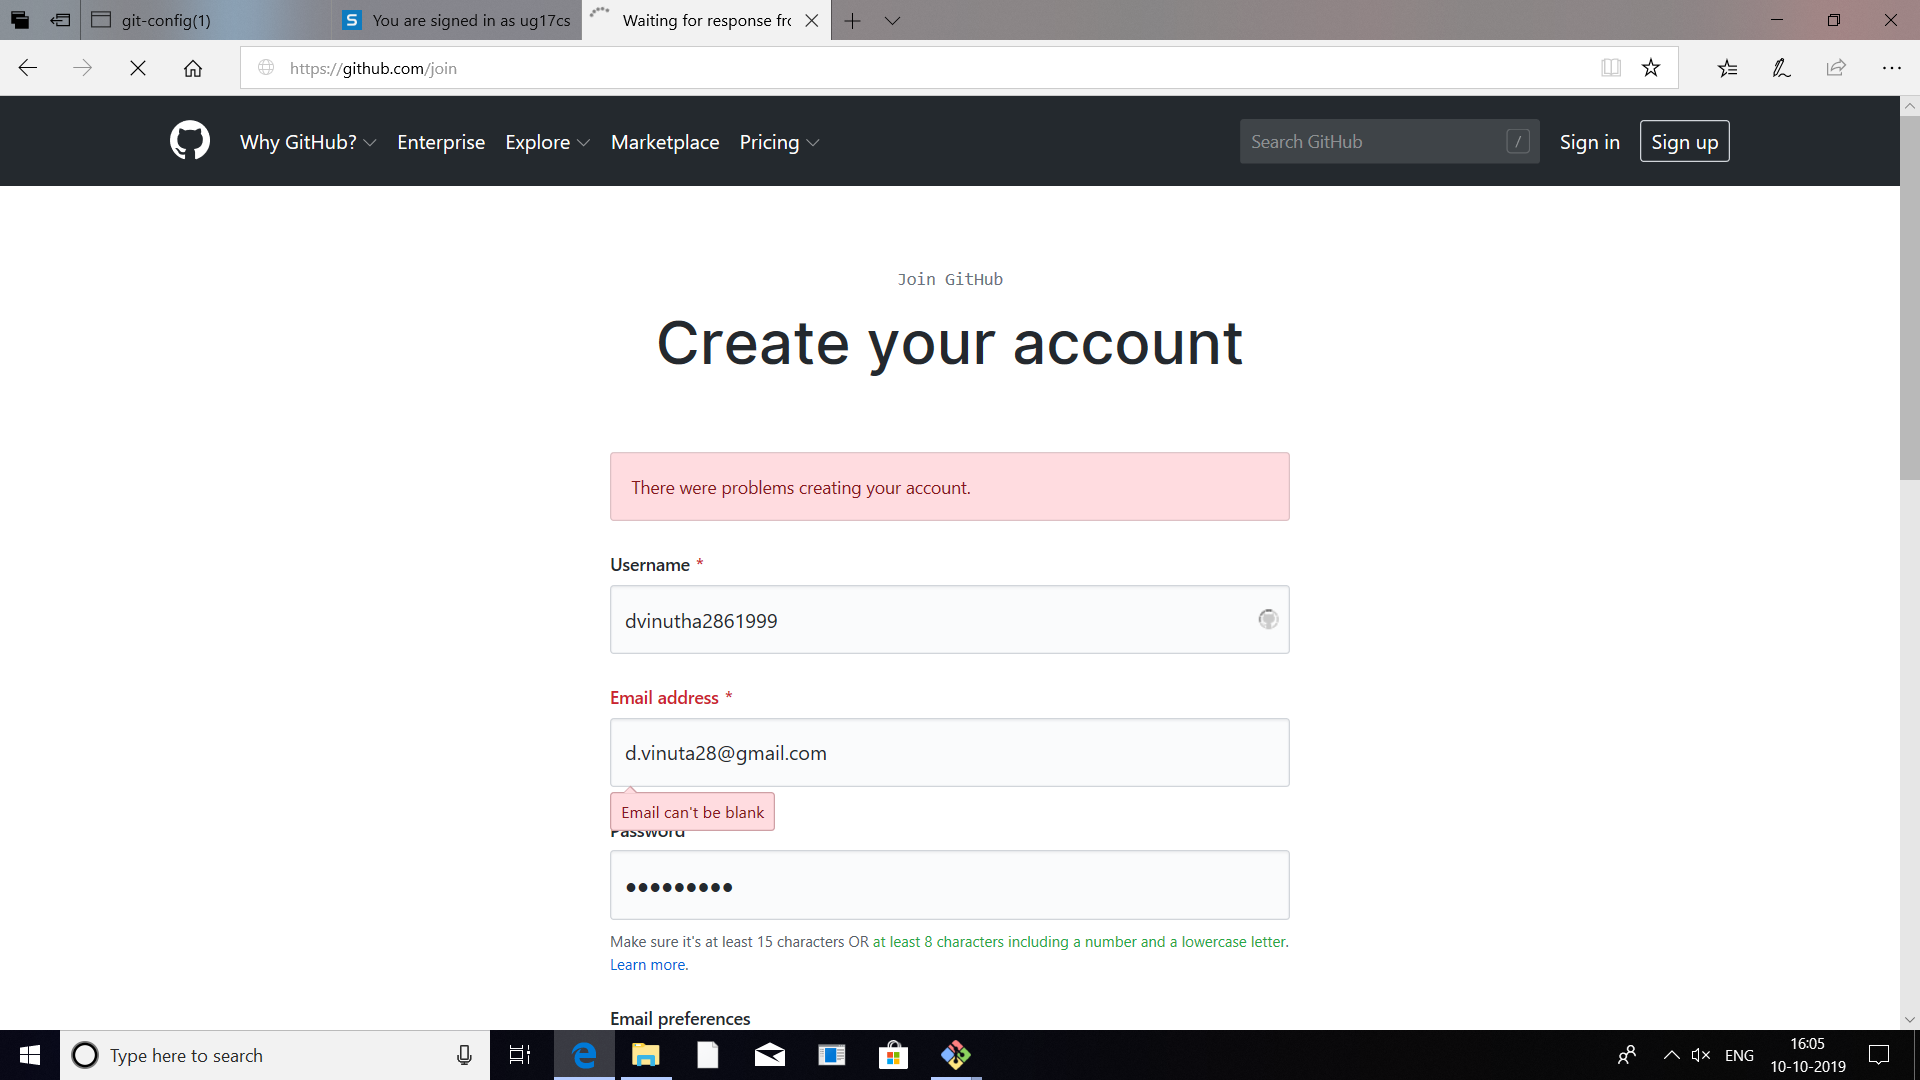 git-config(1)
You are signed in as ug17cs
Waiting for response fro
https://github.com/join
Why GitHub?
Enterprise
Explore
Marketplace
Pricing
Search GitHub
/
Sign in
Sign up
Join GitHub
Create your account
There were problems creating your account.
Username *
dvinutha2861999
Email address *
d.vinuta28@gmail.com
Email can't be blank
Password
Make sure it's at least 15 characters OR at least 8 characters including a number and a lowercase letter.
Learn more.
Email preferences
Type here to search
ENG
16:05
10-10-2019